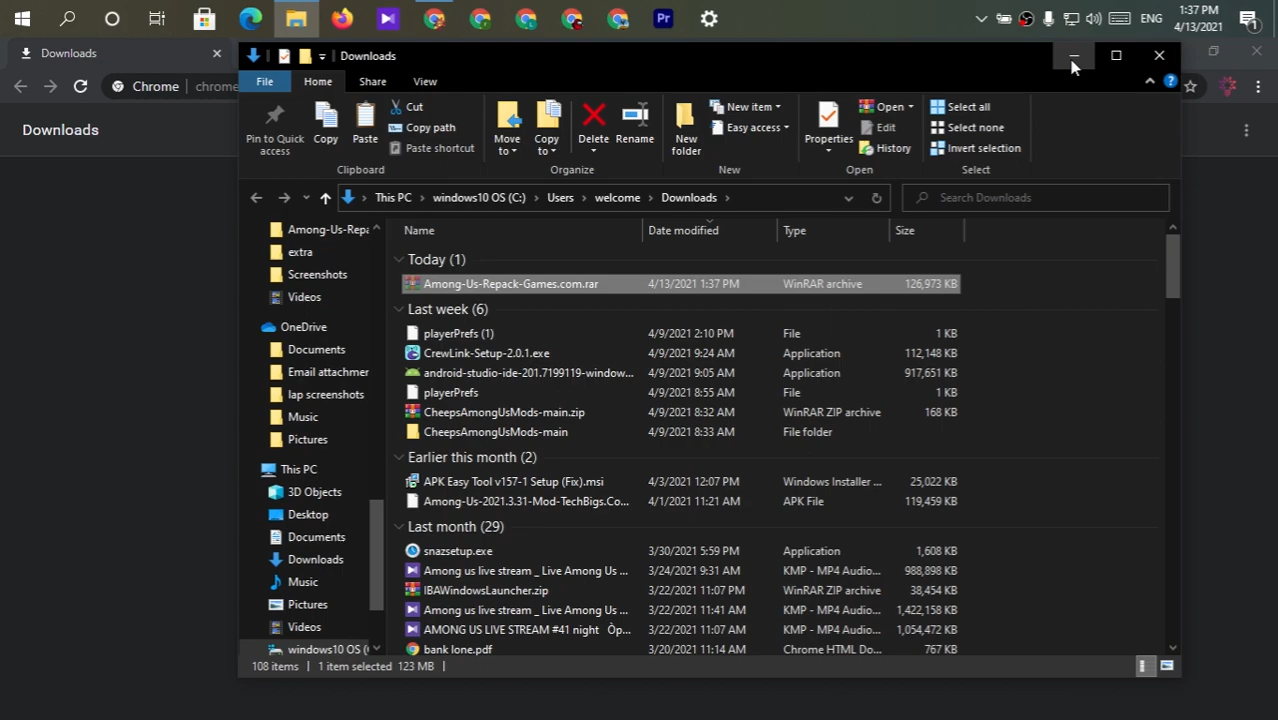 Pr
ENG
1:37 PM
4/13/2021
1
Downloads
Downloads
Chrome
chrome
Downloads
File
Home
Share
View
Pin to Quick
access
Copy
Paste
Cut
Copy path
Paste shortcut
Clipboard
Move
to
Copy
to
Delete
Rename
Organize
New
folder
New item
Easy access
New
Properties
Open
Edit
History
Open
Select all
Select none
Invert selection
Select
This PC > windows10 OS (C:) > Users > welcome > Downloads >
Search Downloads
Among-Us-Repa
extra
Screenshots
Videos
OneDrive
Documents
Email attachmer
lap screenshots
Music
Pictures
This PC
3D Objects
Desktop
Documents
Downloads
Music
Pictures
Videos
windows10 OS (
Name Date modified Type Size
Today (1)
Among-Us-Repack-Games.com.rar 4/13/2021 1:37 PM WinRAR archive 126,973 KB
Last week (6)
playerPrefs (1) 4/9/2021 2:10 PM File 1 KB
CrewLink-Setup-2.0.1.exe 4/9/2021 9:24 AM Application 112,148 KB
android-studio-ide-201.7199119-window... 4/9/2021 9:05 AM Application 917,651 KB
playerPrefs 4/9/2021 8:55 AM File 1 KB
CheepsAmongUsMods-main.zip 4/9/2021 8:32 AM WinRAR ZIP archive 168 KB
CheepsAmongUsMods-main 4/9/2021 8:33 AM File folder
Earlier this month (2)
APK Easy Tool v157-1 Setup (Fix).msi 4/3/2021 12:07 PM Windows Installer ... 25,022 KB
Among-Us-2021.3.31-Mod-TechBigs.Co... 4/1/2021 11:21 AM APK File 119,459 KB
Last month (29)
snazsetup.exe 3/30/2021 5:59 PM Application 1,608 KB
Among us live stream _ Live Among Us ... 3/24/2021 9:31 AM KMP - MP4 Audio... 988,898 KB
IBAWindowsLauncher.zip 3/22/2021 11:07 PM WinRAR ZIP archive 38,454 KB
Among us live stream _ Live Among Us ... 3/22/2021 11:41 AM KMP - MP4 Audio... 1,422,158 KB
AMONG US LIVE STREAM #41 night Òp... 3/22/2021 11:07 AM KMP - MP4 Audio... 1,054,472 KB
bank lone.pdf 3/20/2021 11:14 AM Chrome HTML Do... 767 KB
108 items 1 item selected 123 MB